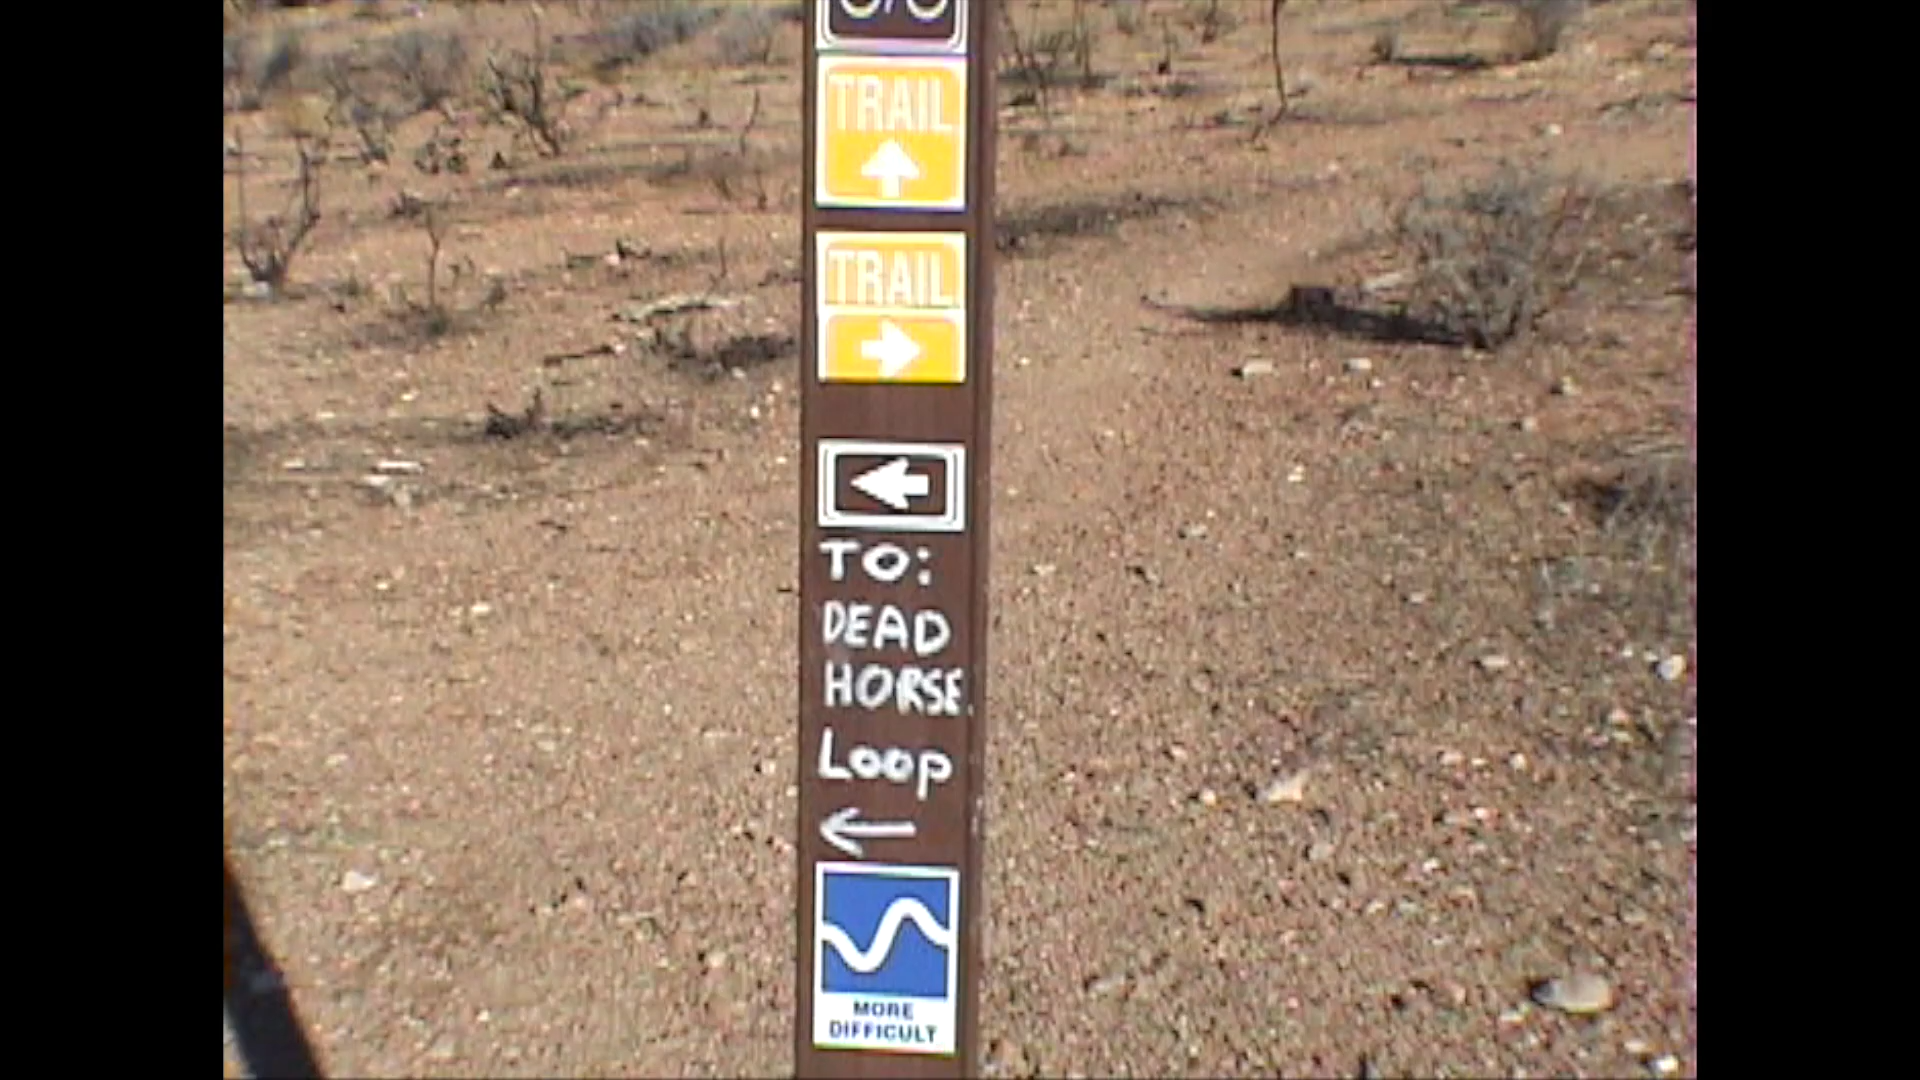 TRAIL
TRAIL
TO:
DEAD
HORSE
Loop
MORE
DIFFICULT